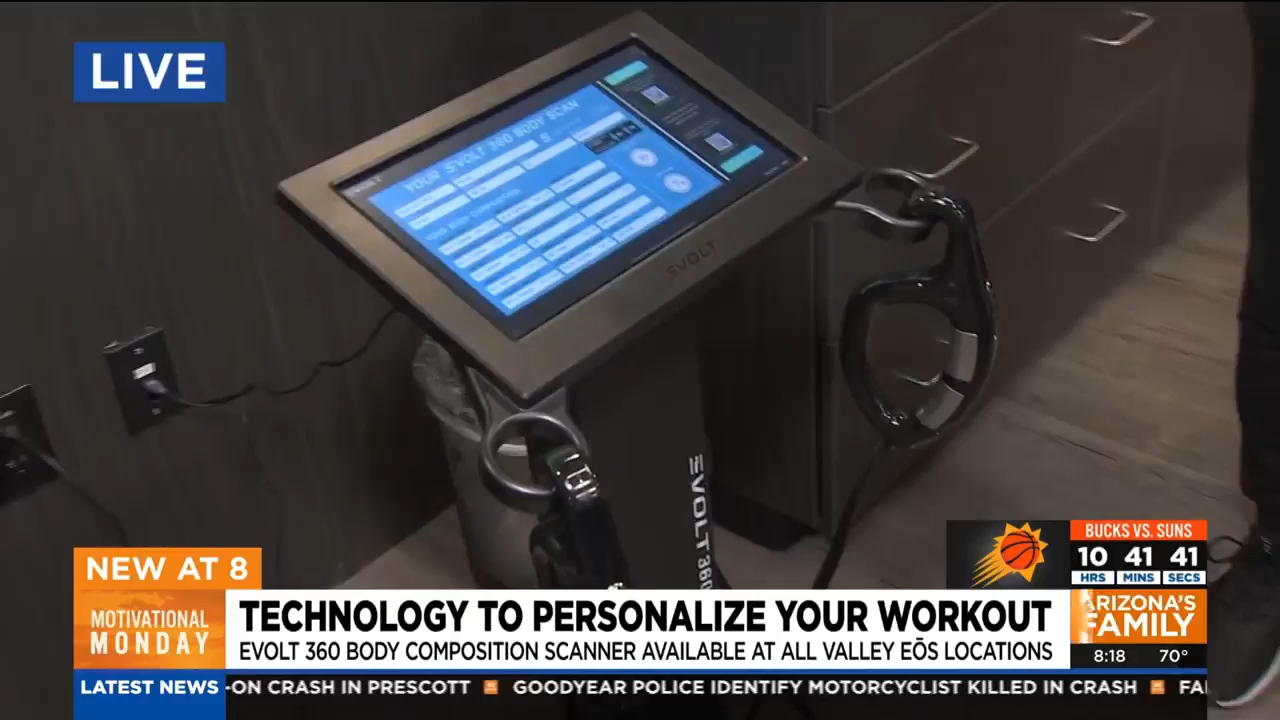 LIVE
YOUR EVOLT 360 BODY SCAN
EVOLT
EVOLT 360
NEW AT 8
MOTIVATIONAL
MONDAY
TECHNOLOGY TO PERSONALIZE YOUR WORKOUT
EVOLT 360 BODY COMPOSITION SCANNER AVAILABLE AT ALL VALLEY EŌS LOCATIONS
BUCKS VS. SUNS
10 41 41
HRS MINS SECS
ARIZONA'S
FAMILY
8:18 70°
LATEST NEWS -ON CRASH IN PRESCOTT GOODYEAR POLICE IDENTIFY MOTORCYCLIST KILLED IN CRASH FA